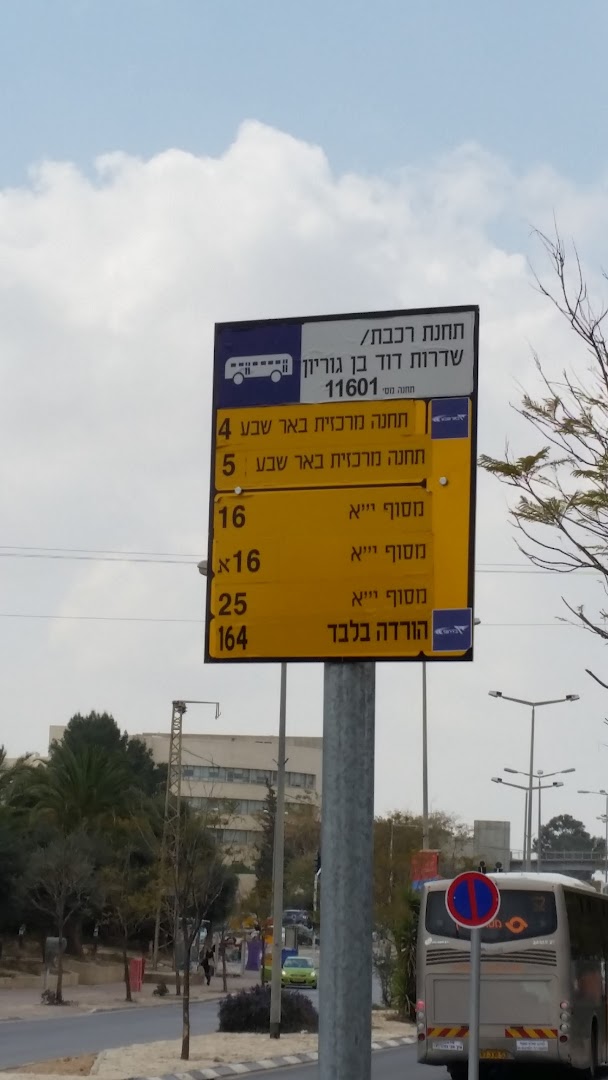 תחנת רכבת/
שדרות דוד בן גוריון
תחנה מס׳ 11601
4 תחנה מרכזית באר שבע
5 תחנה מרכזית באר שבע
16 מסוף י״א
16א מסוף י״א
25 מסוף י״א
164 הורדה בלבד